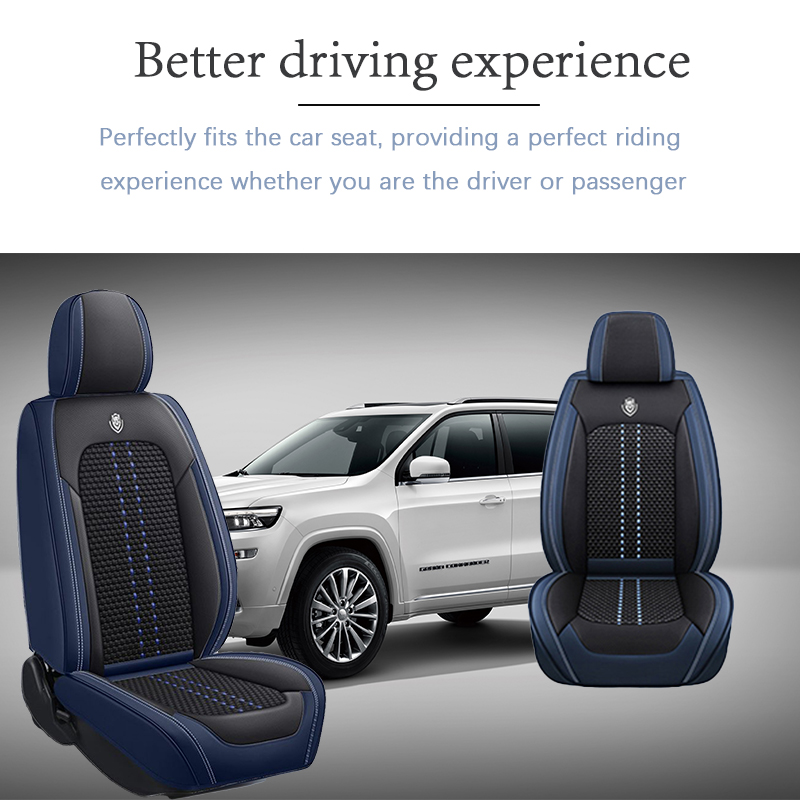 Better driving experience
Perfectly fits the car seat, providing a perfect riding
experience whether you are the driver or passenger